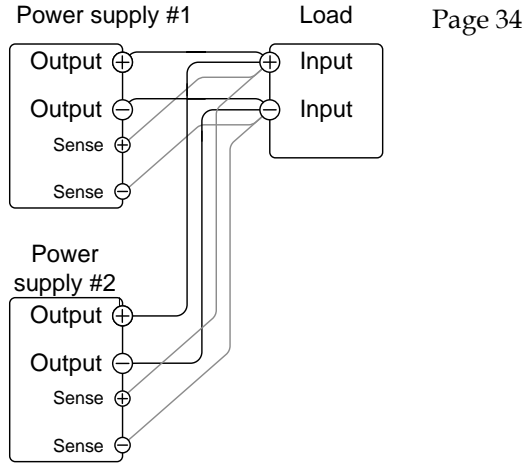 Power supply #1
Load
Page 34
Output +
Output −
Sense +
Sense −
+ Input
− Input
Power
supply #2
Output +
Output −
Sense +
Sense −